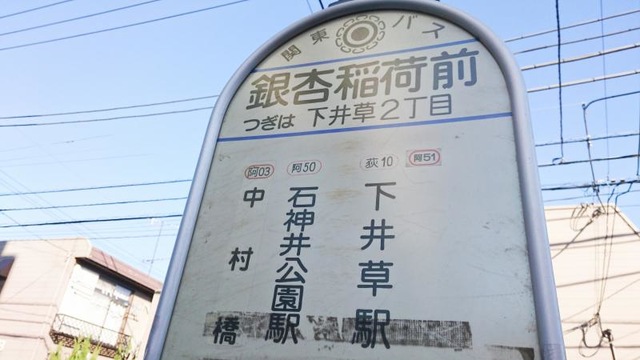 関東バス
銀杏稲荷前
つぎは 下井草2丁目
阿03 阿50 荻10 阿51
中村橋
石神井公園駅
下井草駅